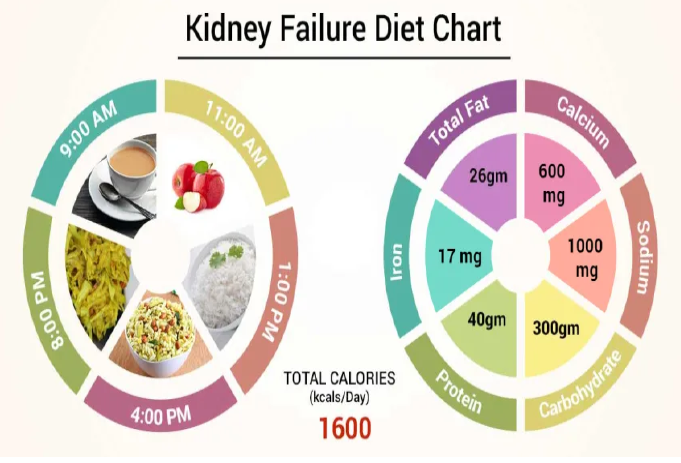 Kidney Failure Diet Chart
9:00 AM
11:00 AM
1:00 PM
4:00 PM
8:00 PM
TOTAL CALORIES
(kcals/Day)
1600
Total Fat
26gm
Calcium
600
mg
Sodium
1000
mg
Carbohydrate
300gm
Protein
40gm
Iron
17 mg